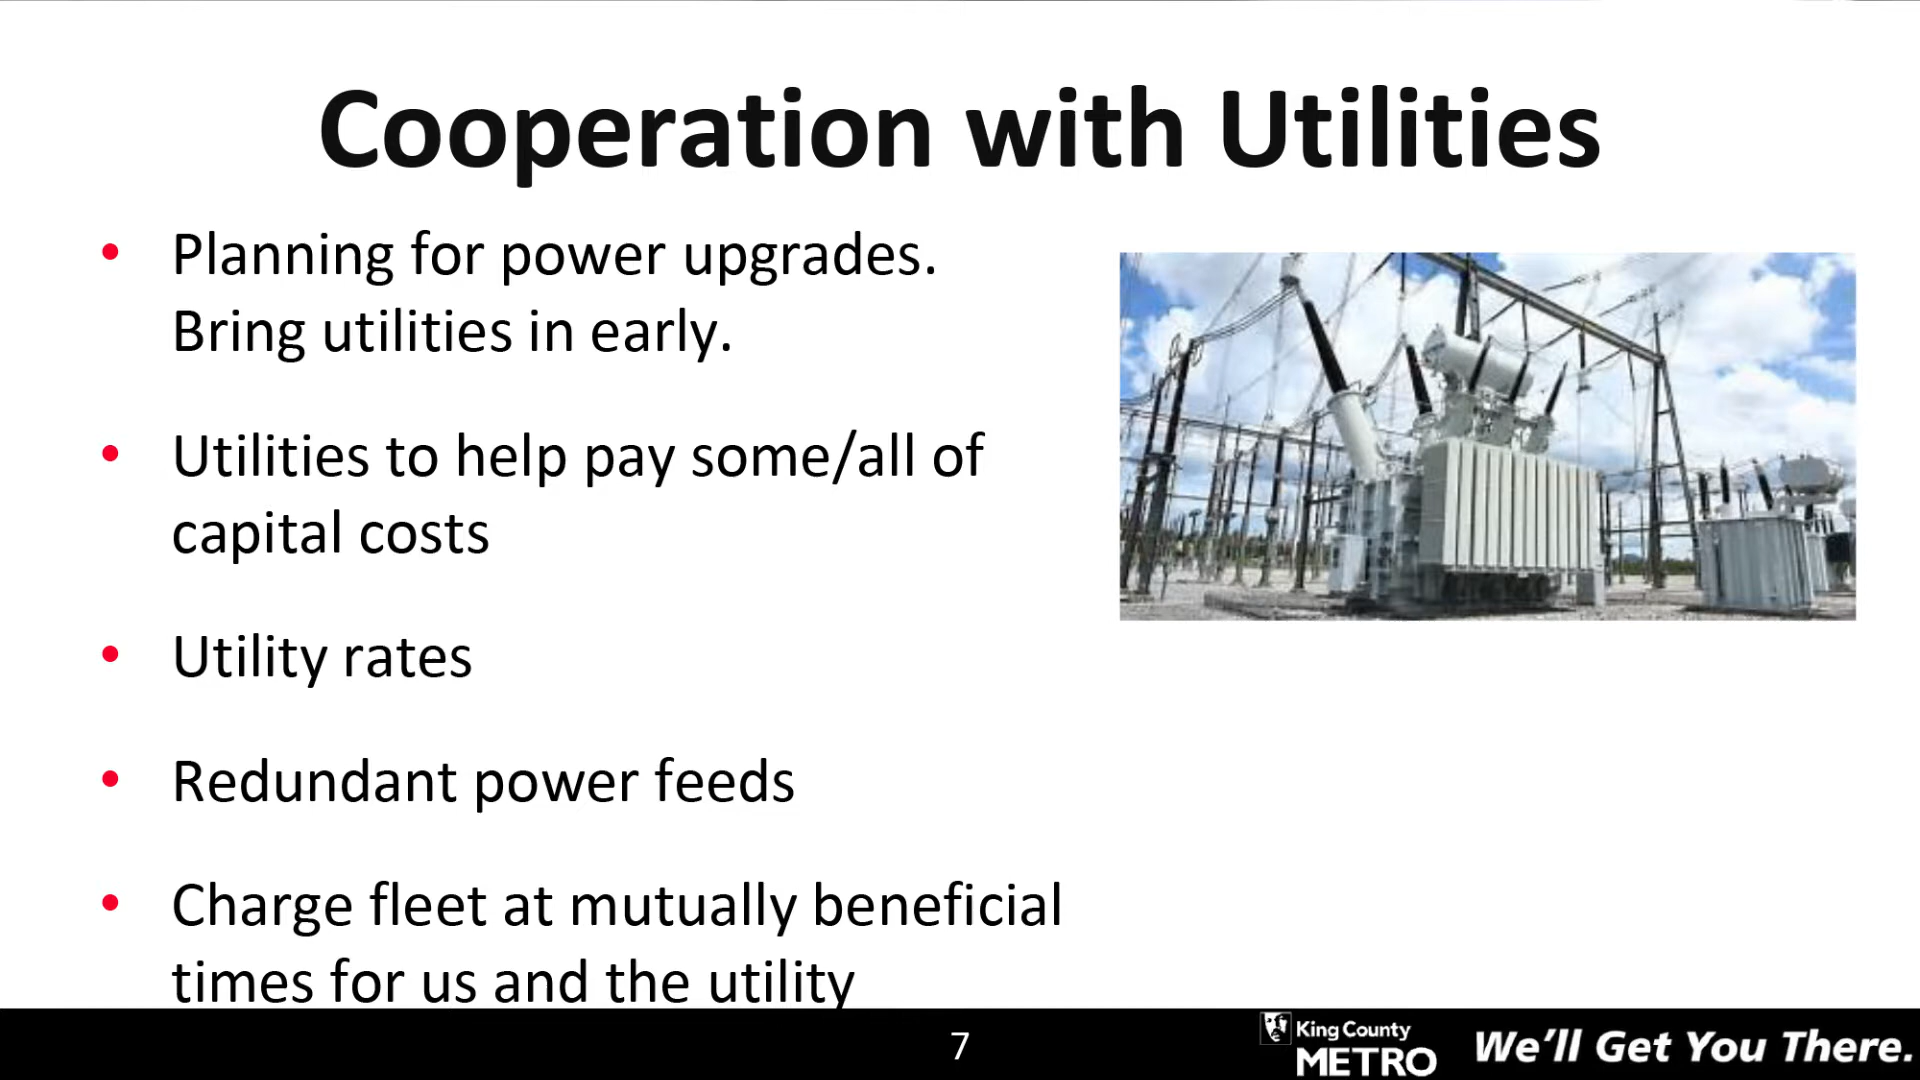 Cooperation with Utilities
• Planning for power upgrades.
Bring utilities in early.
• Utilities to help pay some/all of
capital costs
• Utility rates
• Redundant power feeds
• Charge fleet at mutually beneficial
times for us and the utility
7
King County
METRO
We'll Get You There.